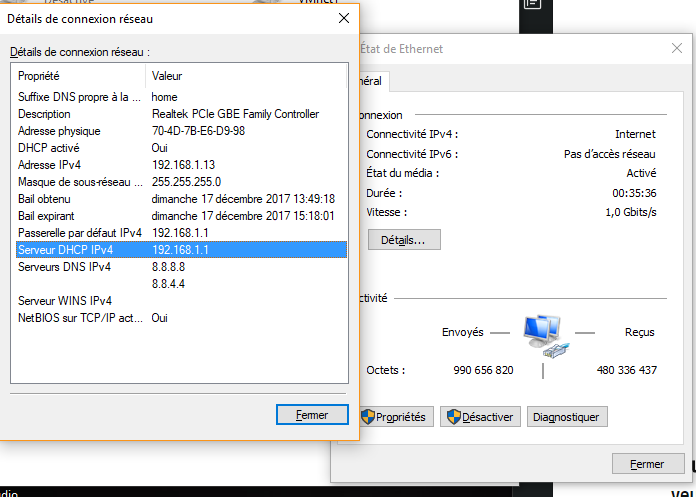 Désactivé
Détails de connexion réseau
Détails de connexion réseau :
Propriété Valeur
Suffixe DNS propre à la ... home
Description Realtek PCIe GBE Family Controller
Adresse physique 70-4D-7B-E6-D9-98
DHCP activé Oui
Adresse IPv4 192.168.1.13
Masque de sous-réseau ... 255.255.255.0
Bail obtenu dimanche 17 décembre 2017 13:49:18
Bail expirant dimanche 17 décembre 2017 15:18:01
Passerelle par défaut IPv4 192.168.1.1
Serveur DHCP IPv4 192.168.1.1
Serveurs DNS IPv4 8.8.8.8
8.8.4.4
Serveur WINS IPv4
NetBIOS sur TCP/IP act... Oui
Fermer
État de Ethernet
néral
onnexion
Connectivité IPv4 : Internet
Connectivité IPv6 : Pas d'accès réseau
État du média : Activé
Durée : 00:35:36
Vitesse : 1,0 Gbits/s
Détails...
ctivité
Envoyés Reçus
Octets : 990 656 820 480 336 437
Propriétés Désactiver Diagnostiquer
Fermer
udio